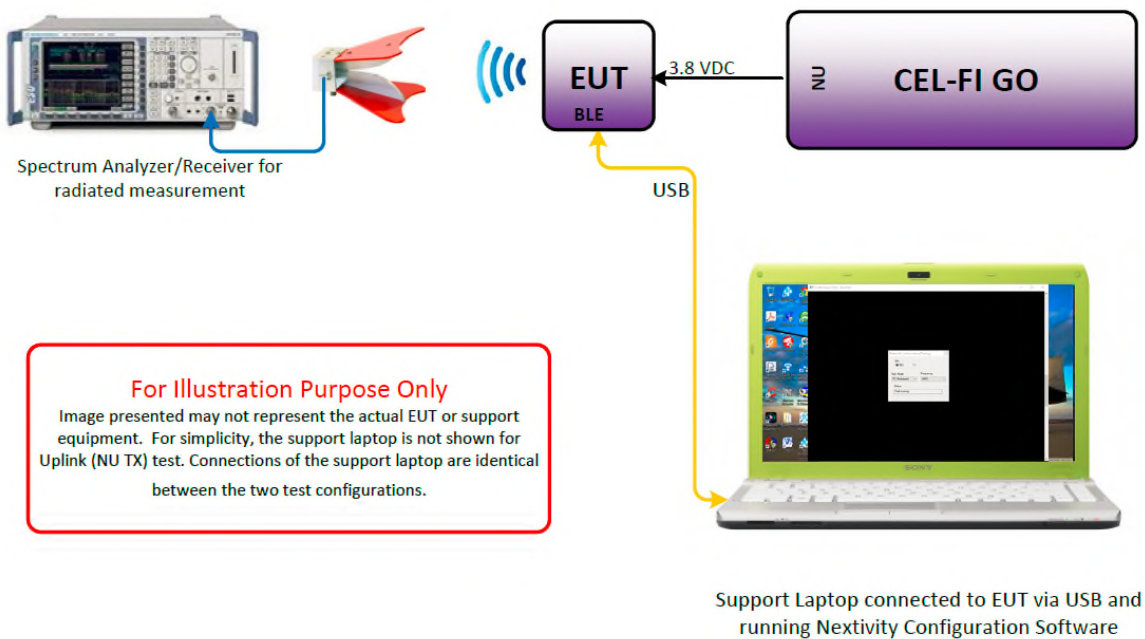 EUT
BLE
3.8 VDC
NU
CEL-FI GO
Spectrum Analyzer/Receiver for
radiated measurement
USB
For Illustration Purpose Only
Image presented may not represent the actual EUT or support
equipment. For simplicity, the support laptop is not shown for
Uplink (NU TX) test. Connections of the support laptop are identical
between the two test configurations.
SONY
Support Laptop connected to EUT via USB and
running Nextivity Configuration Software